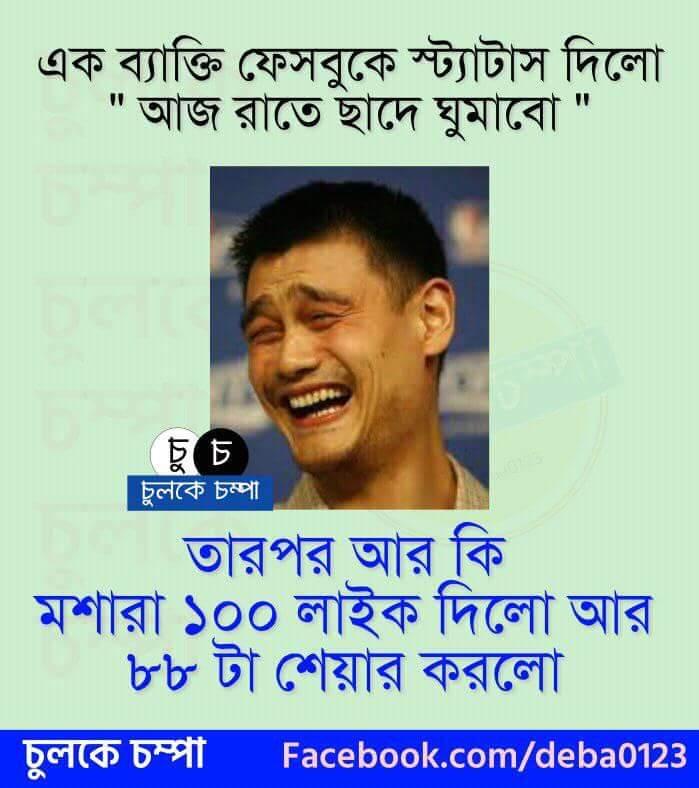 এক ব্যাক্তি ফেসবুকে স্ট্যাটাস দিলো
" আজ রাতে ছাদে ঘুমাবো "
চু চ
চুলকে চম্পা
তারপর আর কি
মশারা ১০০ লাইক দিলো আর
৮৮ টা শেয়ার করলো
চুলকে চম্পা Facebook.com/deba0123